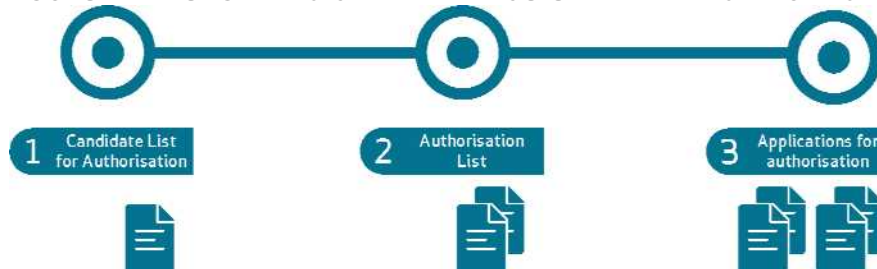 1 Candidate List
for Authorisation
2 Authorisation
List
3 Applications for
authorisation